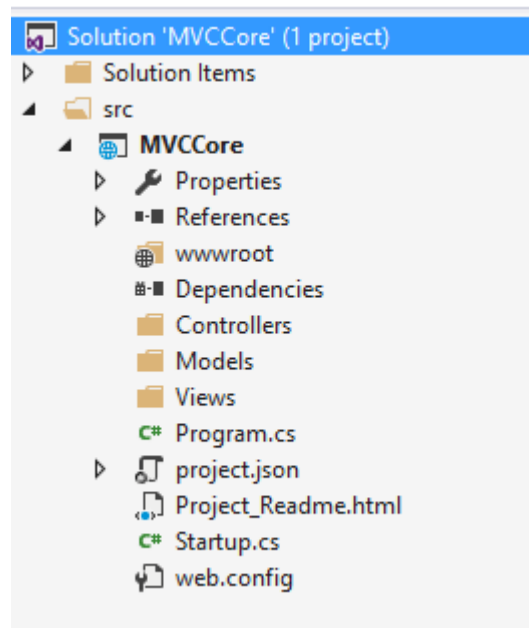 Solution 'MVCCore' (1 project)
Solution Items
src
MVCCore
Properties
References
wwwroot
Dependencies
Controllers
Models
Views
C# Program.cs
project.json
Project_Readme.html
C# Startup.cs
web.config